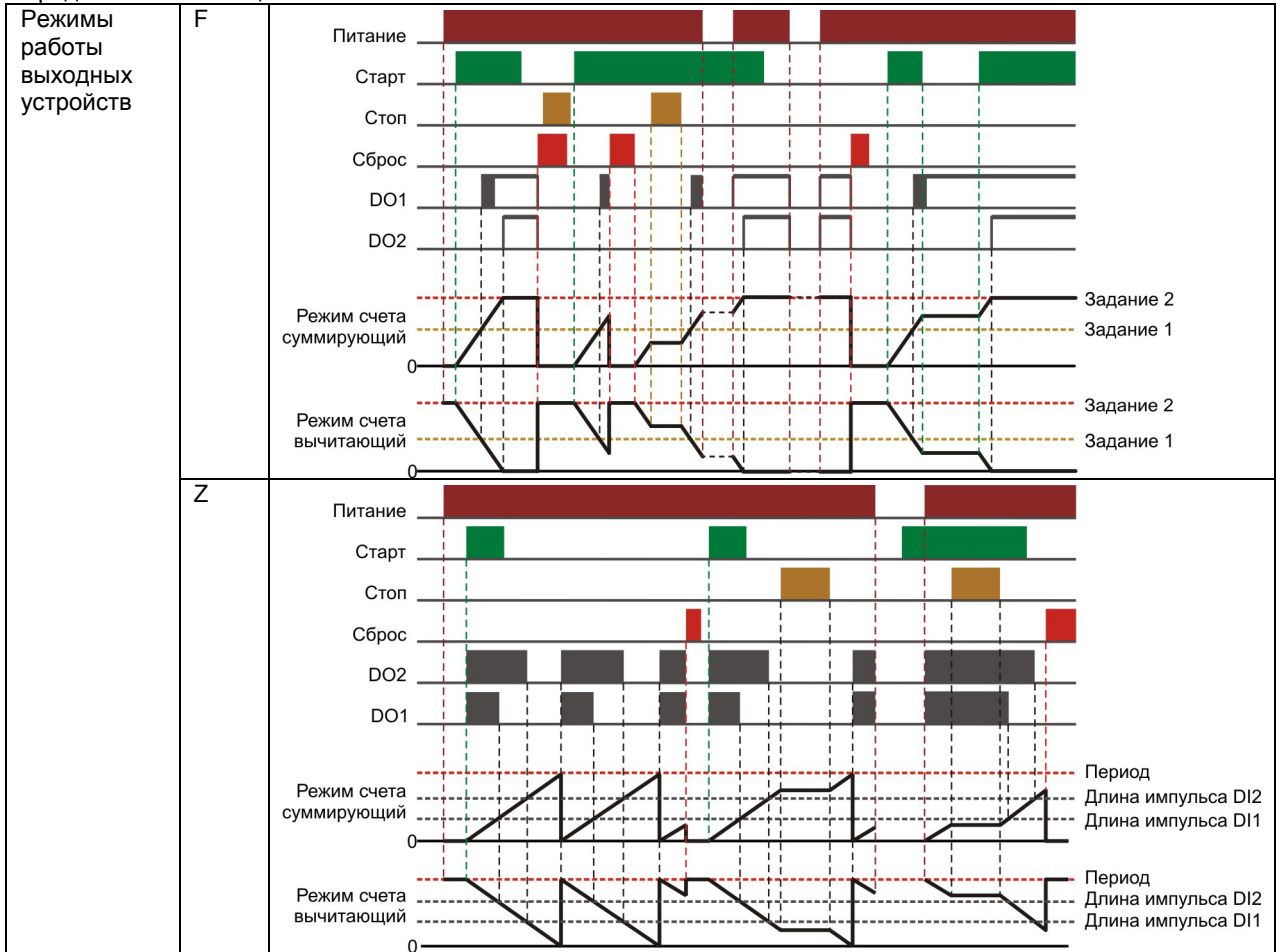 Режимы
работы
выходных
устройств
F
Питание
Старт
Стоп
Сброс
DO1
DO2
Режим счета
суммирующий
0
Задание 2
Задание 1
Режим счета
вычитающий
0
Задание 2
Задание 1
Z
Питание
Старт
Стоп
Сброс
DO2
DO1
Режим счета
суммирующий
0
Период
Длина импульса DI2
Длина импульса DI1
Режим счета
вычитающий
0
Период
Длина импульса DI2
Длина импульса DI1